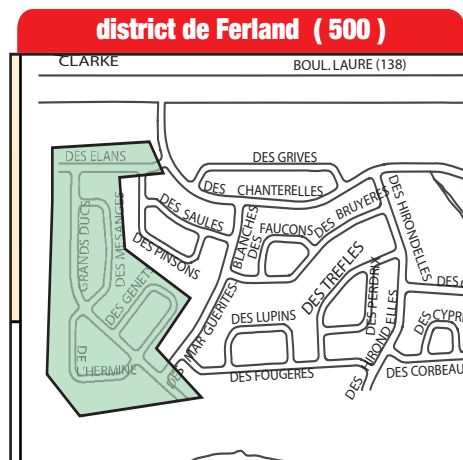 district de Ferland ( 500 )
CLARKE
BOUL. LAURE (138)
DES ELANS
DES GRIVES
DES CHANTERELLES
DES SAULES
DES BRUYERES
DES HIRONDELLES
GRANDS DUCS
DES MESANGES
BLANCHES
DES FAUCONS
DES PINSONS
DES GENETS
DES TREFLES
DES PERDRIX
DES MARGUERITES
DES LUPINS
DES HIRONDELLES
DES CYPR
DE L'HERMINE
DES FOUGERES
DES CORBEAU